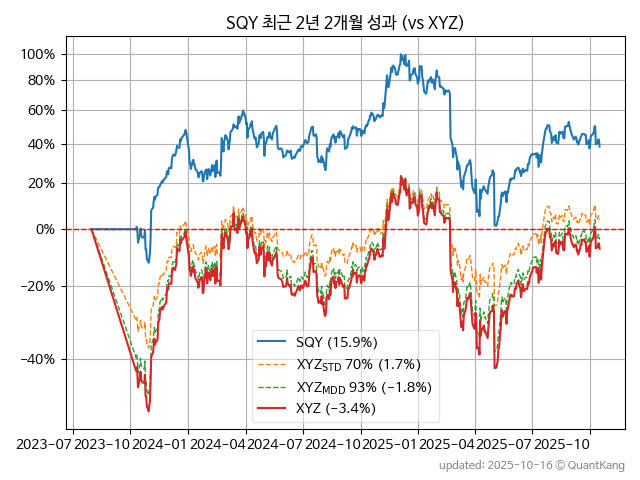 SQY 최근 2년 2개월 성과 (vs XYZ)
100%
80%
60%
40%
20%
0%
−20%
−40%
SQY (15.9%)
XYZSTD 70% (1.7%)
XYZMDD 93% (−1.8%)
XYZ (−3.4%)
2023-07 2023-10 2024-01 2024-04 2024-07 2024-10 2025-01 2025-04 2025-07 2025-10
updated: 2025-10-16 ⓒ QuantKang